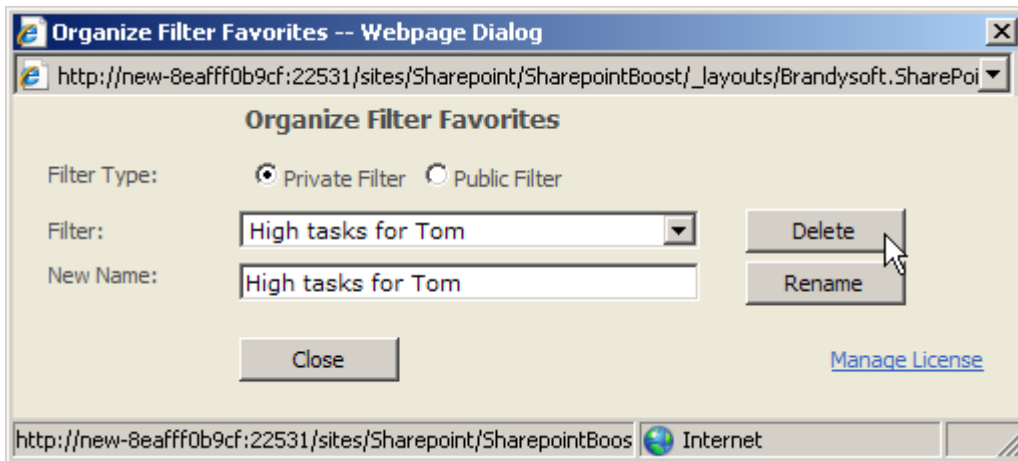 Organize Filter Favorites -- Webpage Dialog
http://new-8eafff0b9cf:22531/sites/Sharepoint/SharepointBoost/_layouts/Brandysoft.SharePoi
Organize Filter Favorites
Filter Type: Private Filter Public Filter
Filter: High tasks for Tom Delete
New Name: High tasks for Tom Rename
Close Manage License
http://new-8eafff0b9cf:22531/sites/Sharepoint/SharepointBoos Internet